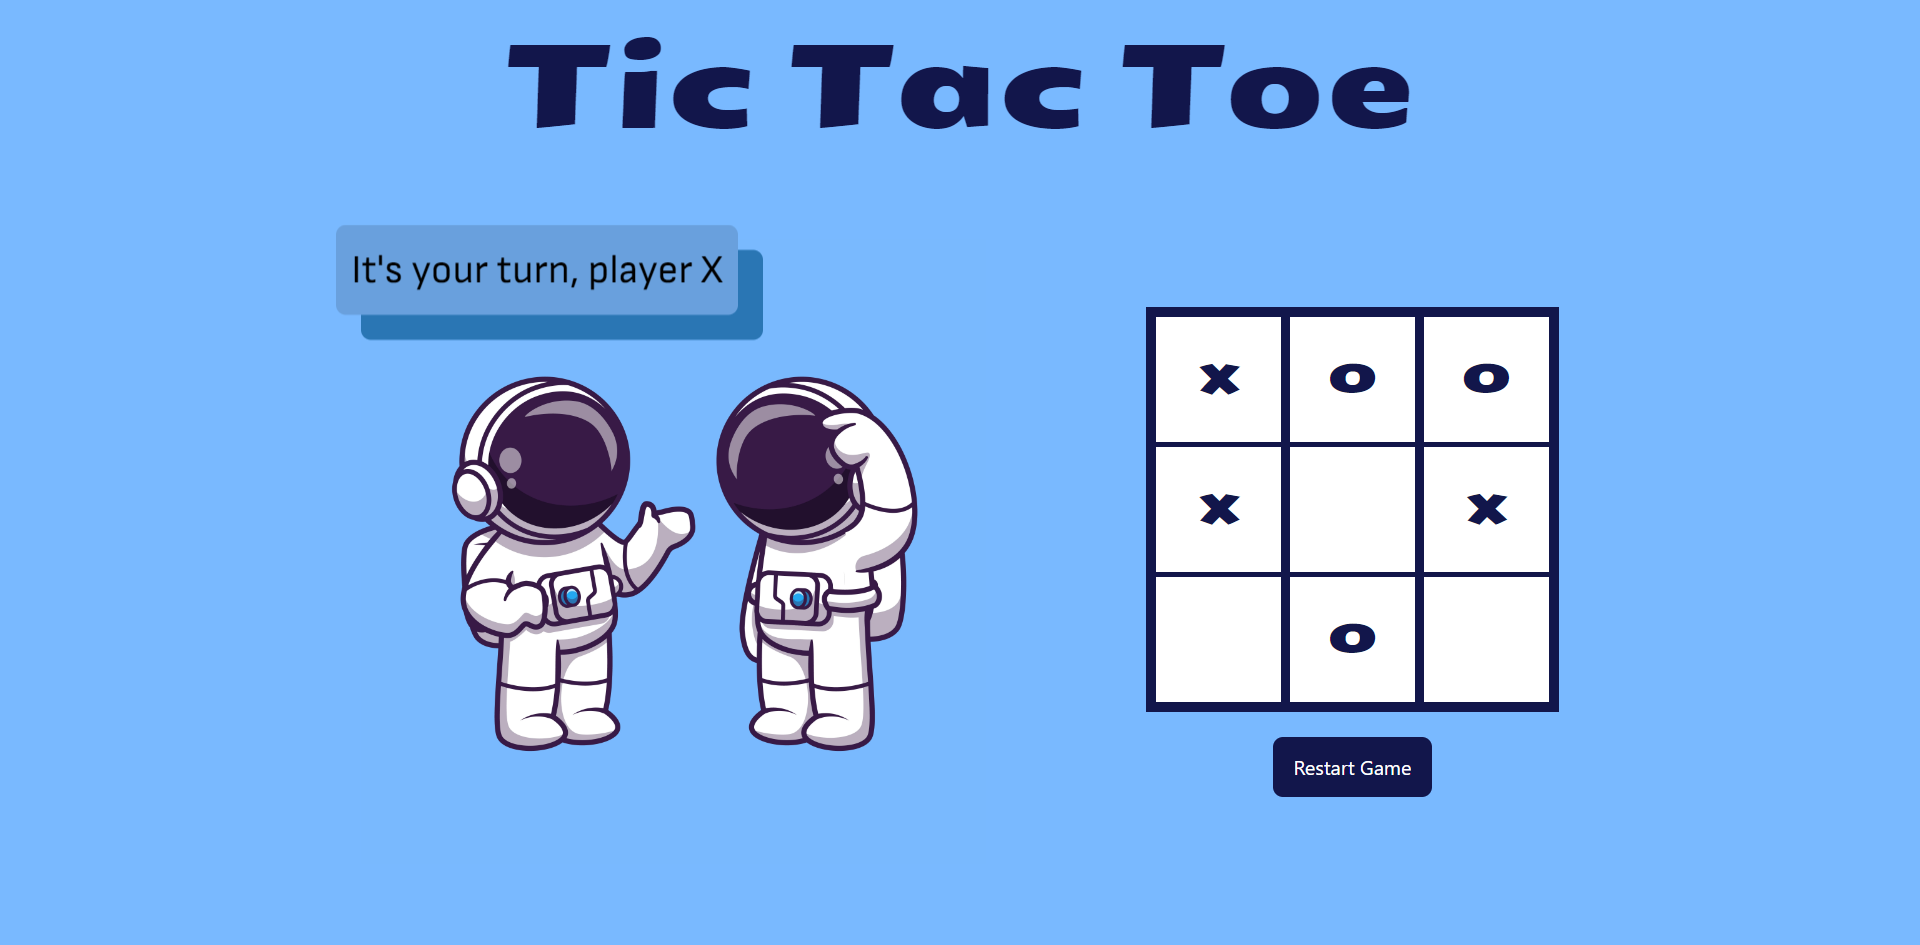 Tic Tac Toe
It's your turn, player X
X O O
X X
O
Restart Game